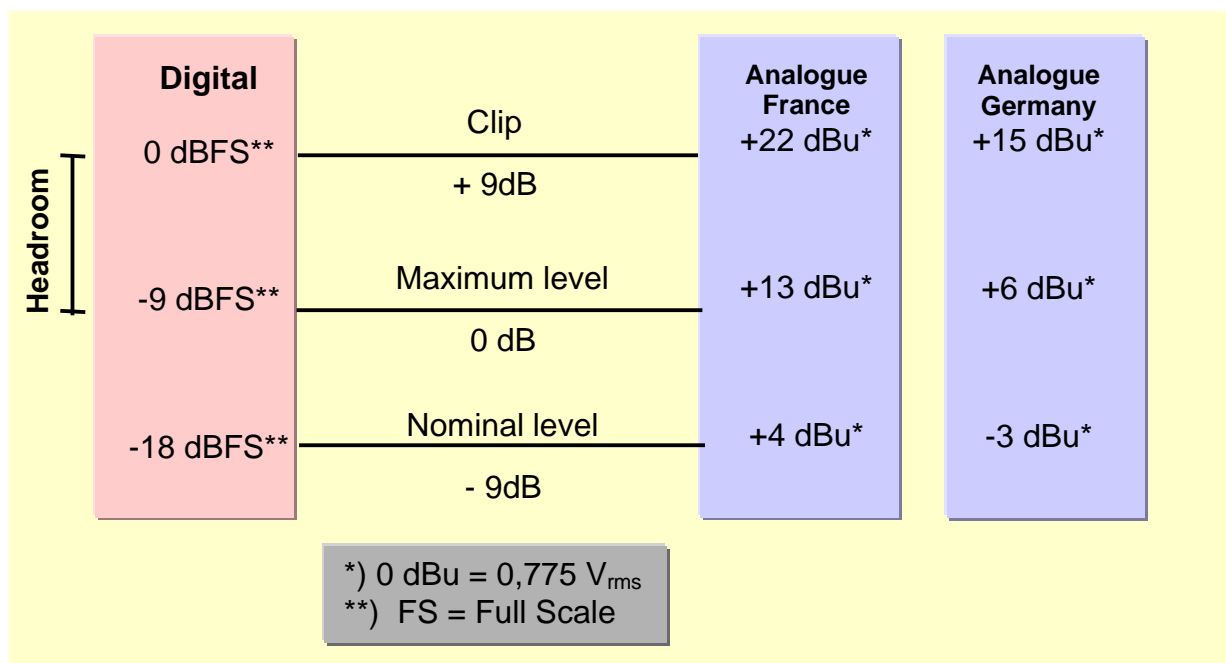 Digital
Analogue
France
Analogue
Germany
Clip
0 dBFS**
+22 dBu*
+15 dBu*
+ 9dB
Headroom
Maximum level
-9 dBFS**
+13 dBu*
+6 dBu*
0 dB
Nominal level
-18 dBFS**
+4 dBu*
-3 dBu*
- 9dB
*) 0 dBu = 0,775 Vrms
**) FS = Full Scale